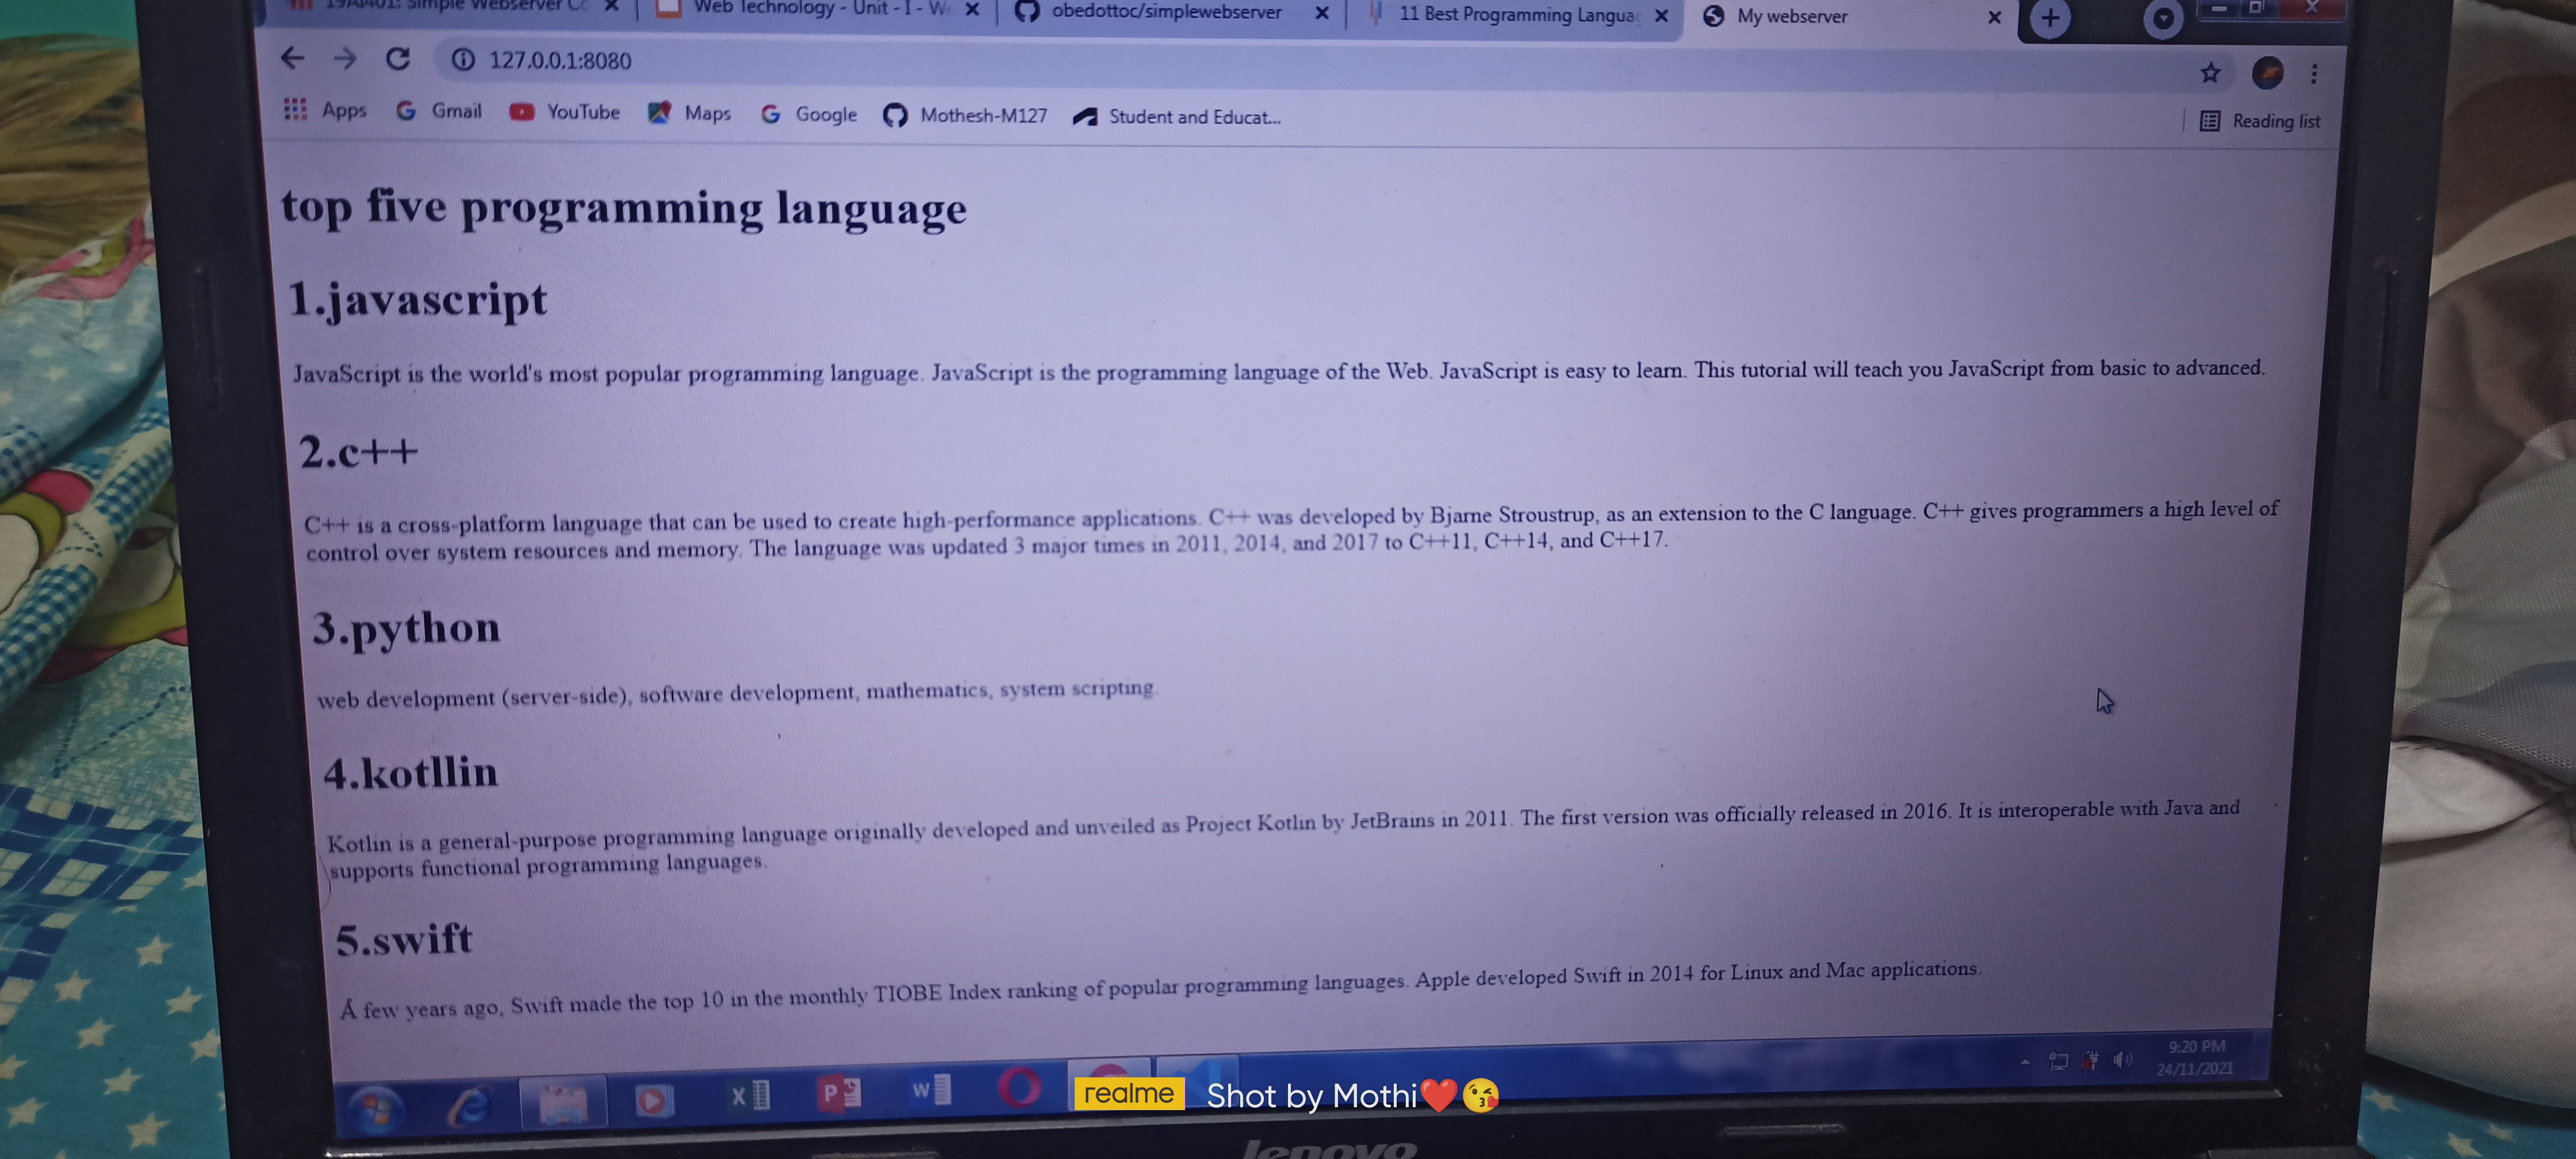 19AI401: Simple Webserver Cc
Web Technology - Unit - I - W
obedottoc/simplewebserver
11 Best Programming Langua
My webserver
127.0.0.1:8080
Apps Gmail YouTube Maps Google Mothesh-M127 Student and Educat... Reading list
top five programming language
1.javascript
JavaScript is the world's most popular programming language. JavaScript is the programming language of the Web. JavaScript is easy to learn. This tutorial will teach you JavaScript from basic to advanced.
2.c++
C++ is a cross-platform language that can be used to create high-performance applications. C++ was developed by Bjarne Stroustrup, as an extension to the C language. C++ gives programmers a high level of
control over system resources and memory. The language was updated 3 major times in 2011, 2014, and 2017 to C++11, C++14, and C++17.
3.python
web development (server-side), software development, mathematics, system scripting.
4.kotllin
Kotlin is a general-purpose programming language originally developed and unveiled as Project Kotlin by JetBrains in 2011. The first version was officially released in 2016. It is interoperable with Java and
supports functional programming languages.
5.swift
A few years ago, Swift made the top 10 in the monthly TIOBE Index ranking of popular programming languages. Apple developed Swift in 2014 for Linux and Mac applications.
9:20 PM
24/11/2021
realme Shot by Mothi❤️😘
lenovo